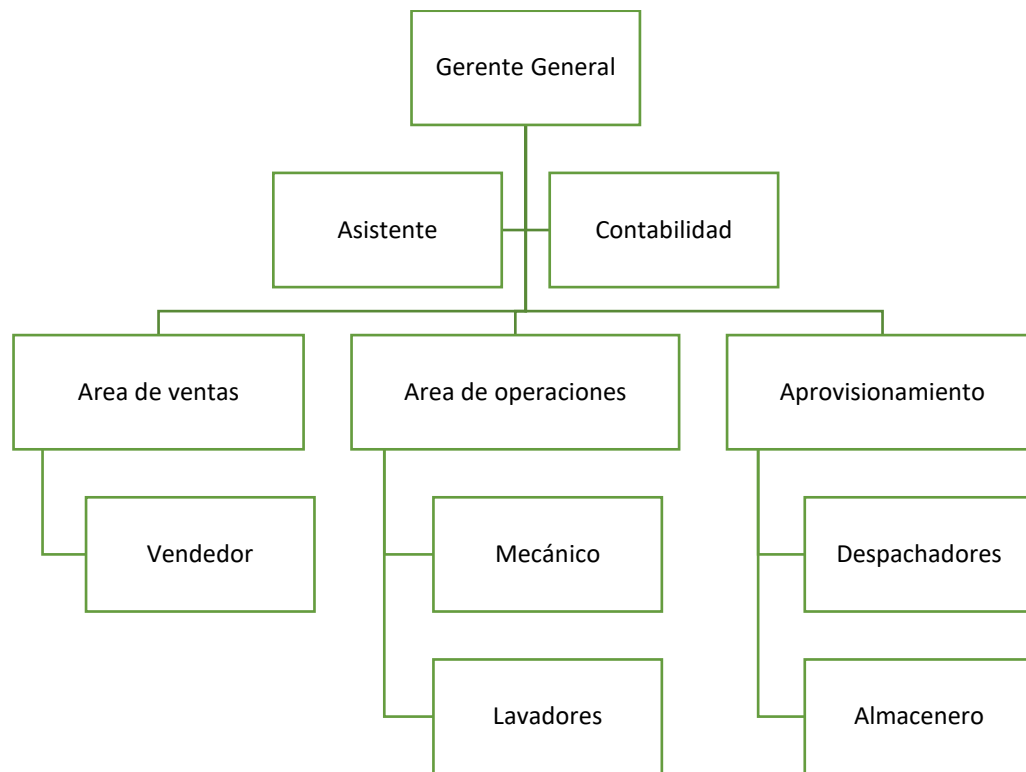 Gerente General
Asistente
Contabilidad
Area de ventas
Area de operaciones
Aprovisionamiento
Vendedor
Mecánico
Despachadores
Lavadores
Almacenero